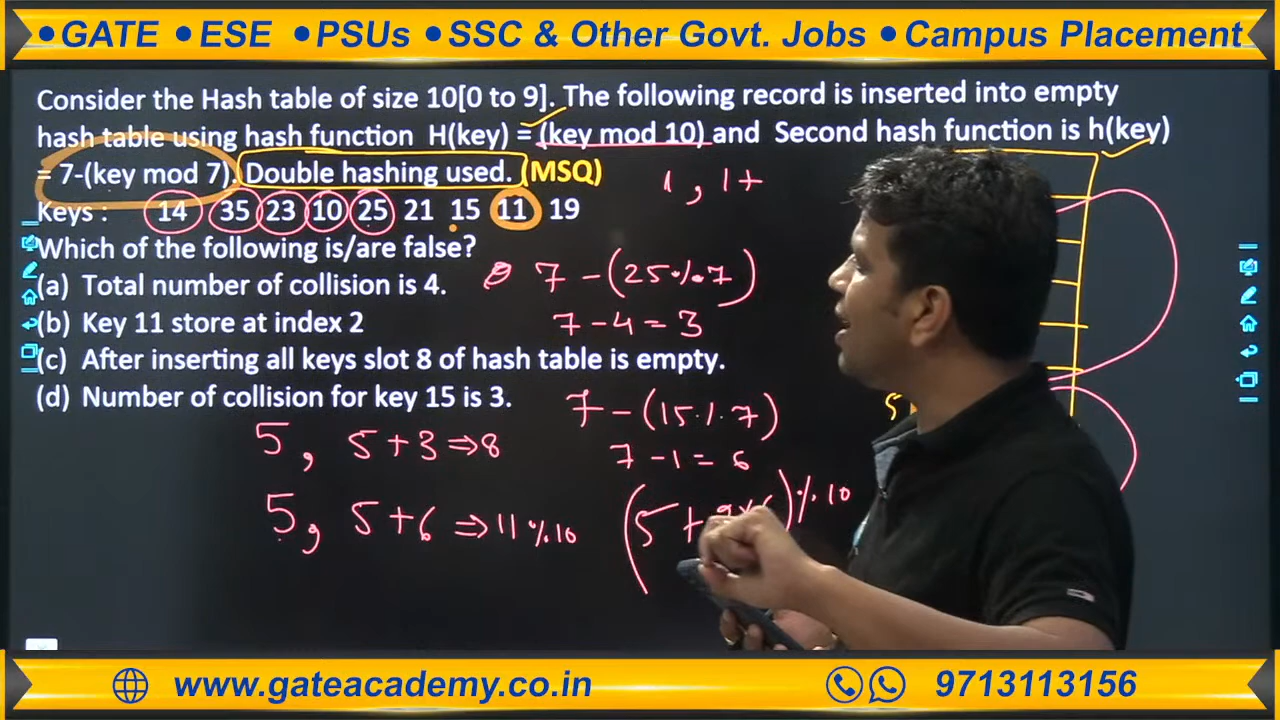 •GATE •ESE •PSUs •SSC & Other Govt. Jobs •Campus Placement
Consider the Hash table of size 10[0 to 9]. The following record is inserted into empty
hash table using hash function H(key) = (key mod 10) and Second hash function is h(key)
= 7-(key mod 7). Double hashing used. (MSQ)
1, 1+
Keys : 14 35 23 10 25 21 15 11 19
Which of the following is/are false?
7 - (25%7)
(a) Total number of collision is 4.
7 - 4 = 3
(b) Key 11 store at index 2
(c) After inserting all keys slot 8 of hash table is empty.
(d) Number of collision for key 15 is 3.
7 - (15%7)
5, 5+3 ⇒ 8
7 - 1 = 6
5, 5+6 ⇒ 11%10
(5+ )%10
5
www.gateacademy.co.in 9713113156